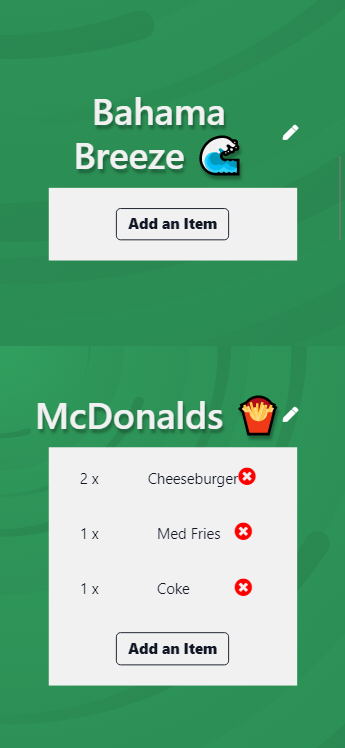 Bahama
Breeze 🌊
Add an Item
McDonalds 🍟
2 x Cheeseburger
1 x Med Fries
1 x Coke
Add an Item